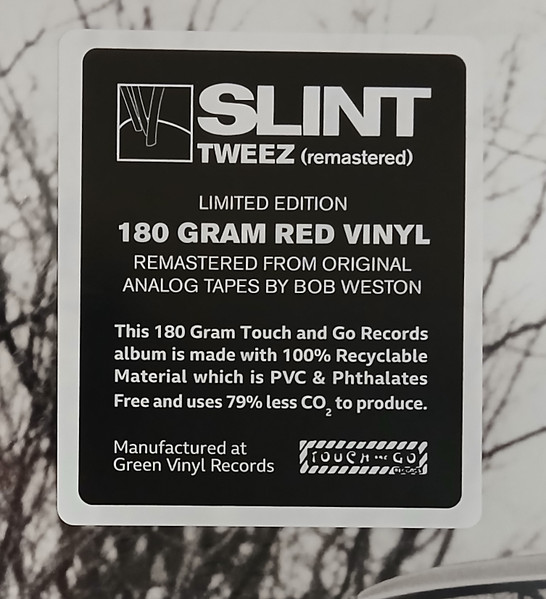 SLINT
TWEEZ (remastered)
LIMITED EDITION
180 GRAM RED VINYL
REMASTERED FROM ORIGINAL
ANALOG TAPES BY BOB WESTON
This 180 Gram Touch and Go Records
album is made with 100% Recyclable
Material which is PVC & Phthalates
Free and uses 79% less CO₂ to produce.
Manufactured at
Green Vinyl Records
TOUCH AND GO